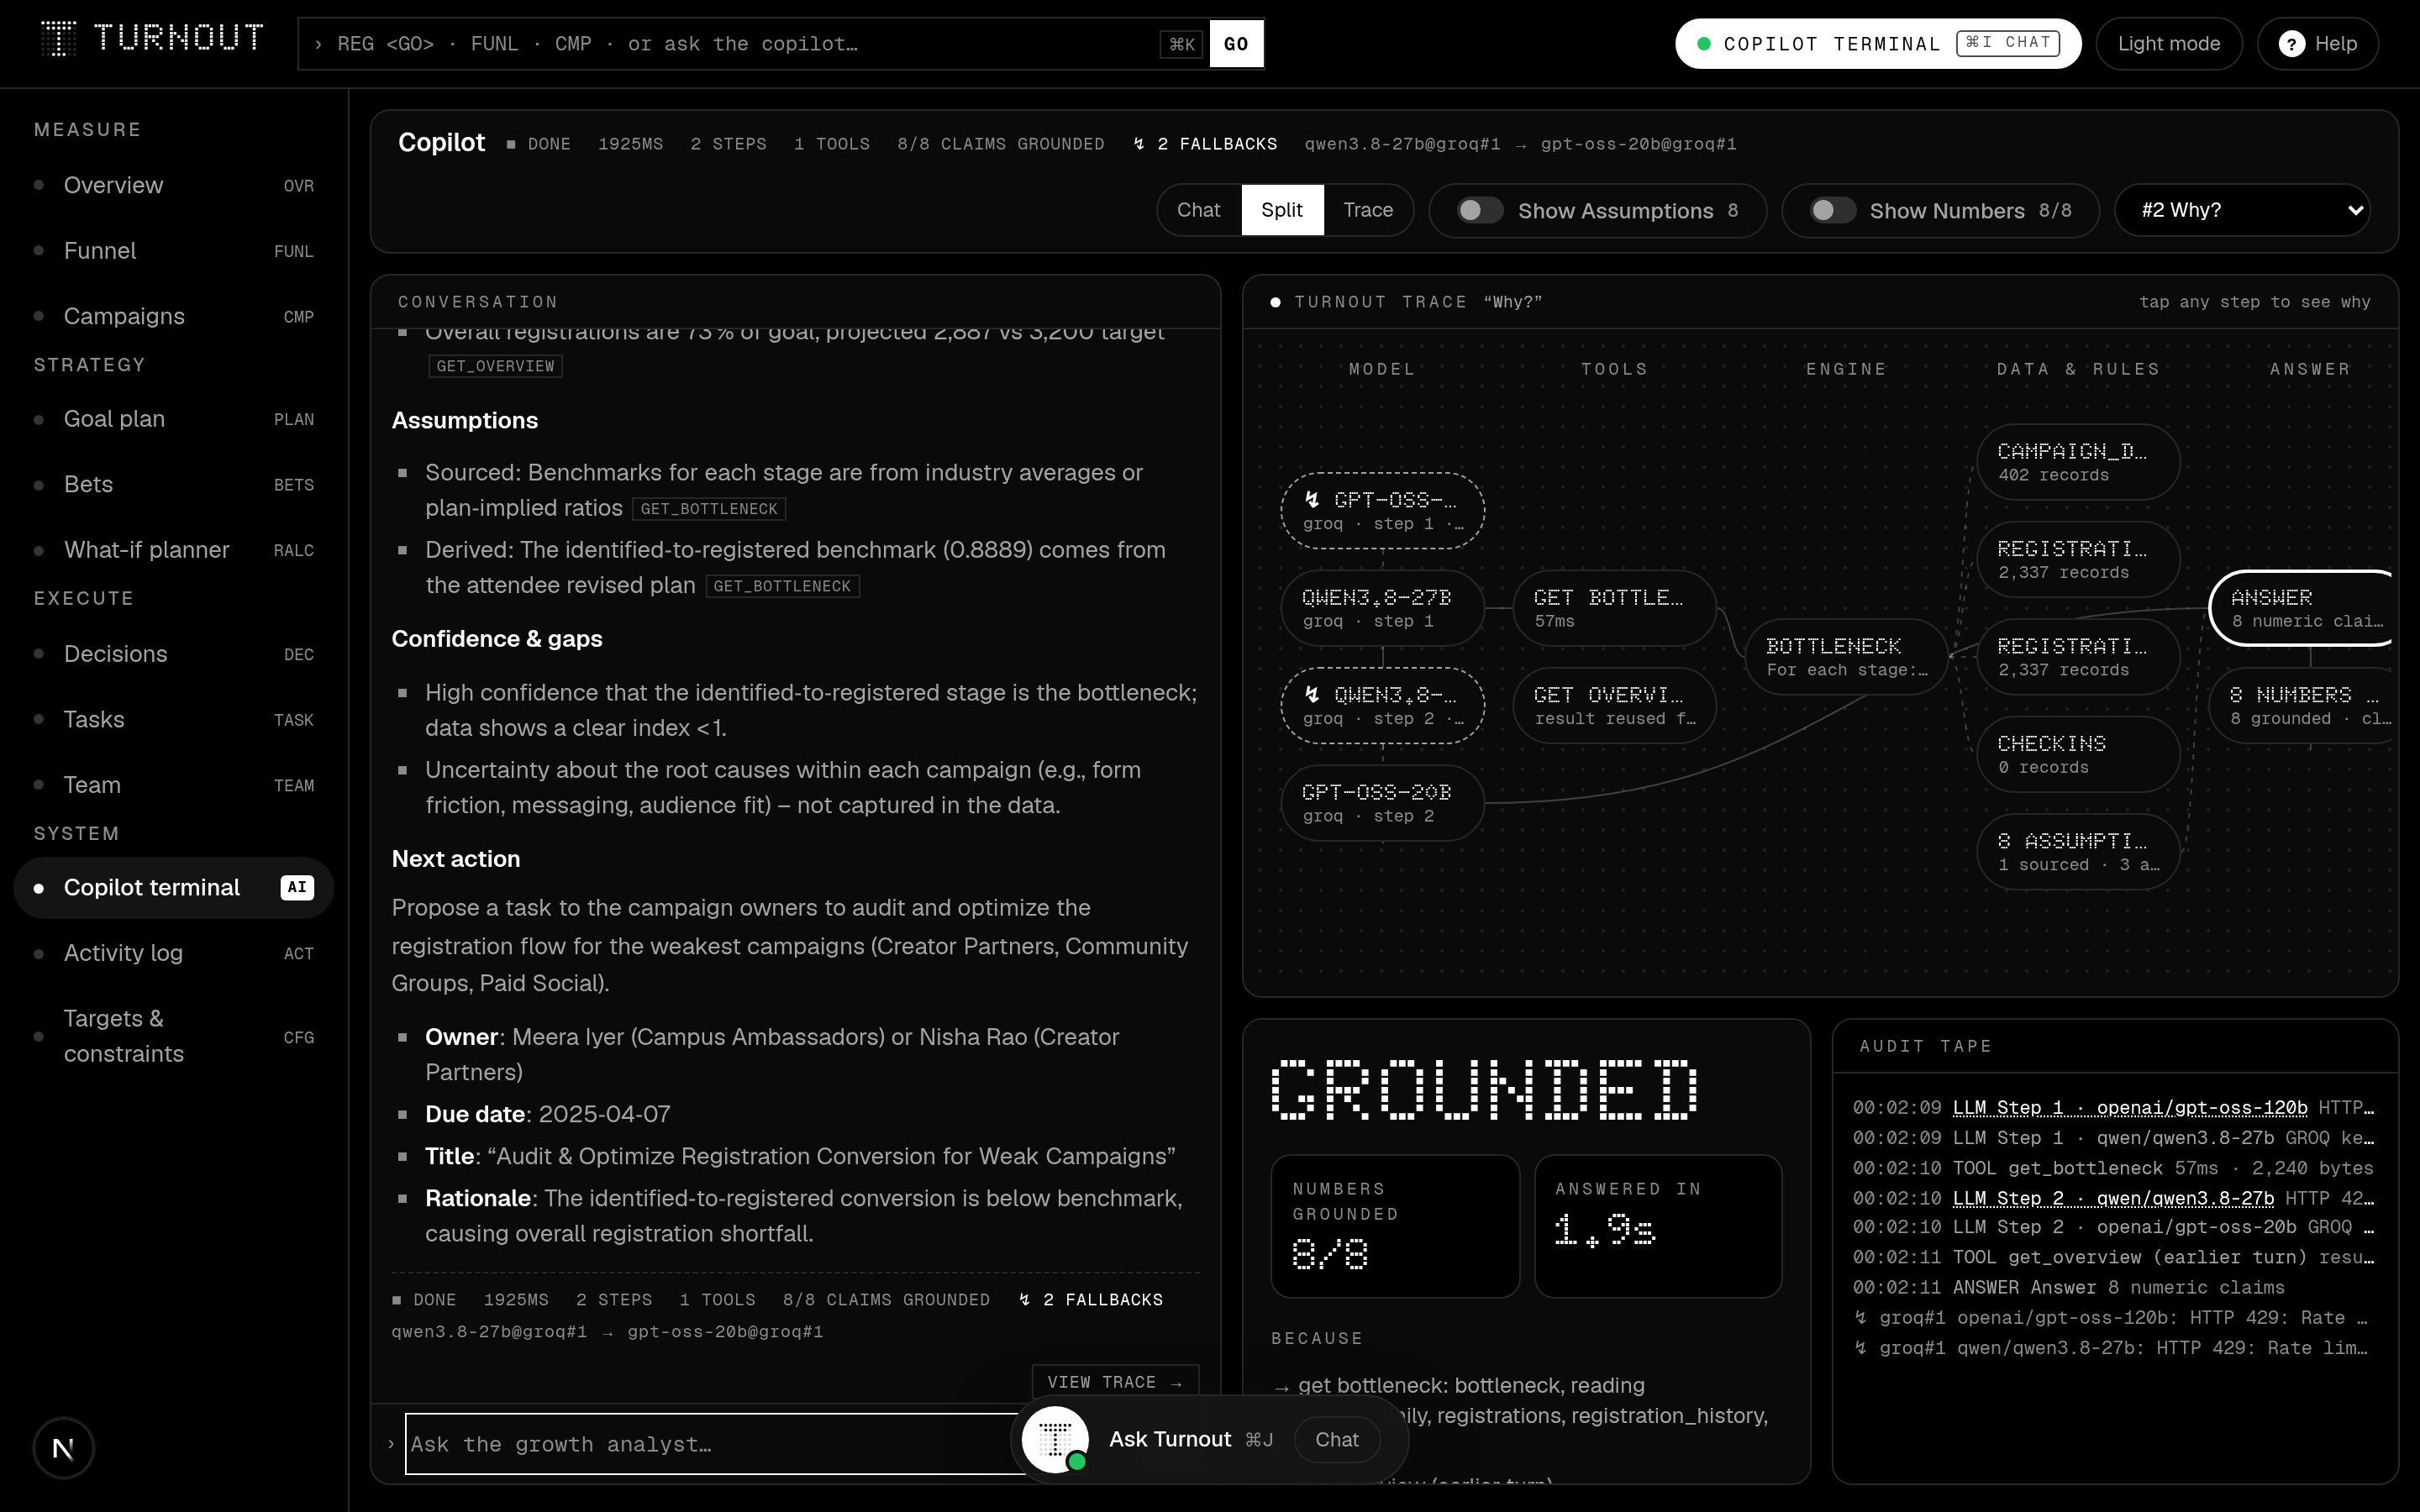 TURNOUT
› REG <GO> · FUNL · CMP · or ask the copilot…
⌘K
GO
COPILOT TERMINAL
⌘I CHAT
Light mode
? Help
MEASURE
Overview OVR
Funnel FUNL
Campaigns CMP
STRATEGY
Goal plan PLAN
Bets BETS
What-if planner RALC
EXECUTE
Decisions DEC
Tasks TASK
Team TEAM
SYSTEM
Copilot terminal AI
Activity log ACT
Targets &
constraints CFG
N
Copilot ■ DONE 1925MS 2 STEPS 1 TOOLS 8/8 CLAIMS GROUNDED ↯ 2 FALLBACKS qwen3.8-27b@groq#1 → gpt-oss-20b@groq#1
Chat Split Trace
Show Assumptions 8
Show Numbers 8/8
#2 Why?
CONVERSATION
Overall registrations are 73% of goal, projected 2,887 vs 3,200 target
GET_OVERVIEW
Assumptions
Sourced: Benchmarks for each stage are from industry averages or
plan-implied ratios GET_BOTTLENECK
Derived: The identified-to-registered benchmark (0.8889) comes from
the attendee revised plan GET_BOTTLENECK
Confidence & gaps
High confidence that the identified-to-registered stage is the bottleneck;
data shows a clear index <1.
Uncertainty about the root causes within each campaign (e.g., form
friction, messaging, audience fit) – not captured in the data.
Next action
Propose a task to the campaign owners to audit and optimize the
registration flow for the weakest campaigns (Creator Partners, Community
Groups, Paid Social).
Owner: Meera Iyer (Campus Ambassadors) or Nisha Rao (Creator
Partners)
Due date: 2025-04-07
Title: “Audit & Optimize Registration Conversion for Weak Campaigns”
Rationale: The identified-to-registered conversion is below benchmark,
causing overall registration shortfall.
■ DONE 1925MS 2 STEPS 1 TOOLS 8/8 CLAIMS GROUNDED ↯ 2 FALLBACKS
qwen3.8-27b@groq#1 → gpt-oss-20b@groq#1
VIEW TRACE →
› Ask the growth analyst…
TURNOUT TRACE “Why?”
tap any step to see why
MODEL TOOLS ENGINE DATA & RULES ANSWER
↯ GPT-OSS-…
groq · step 1 ·…
QWEN3.8-27B
groq · step 1
↯ QWEN3.8-…
groq · step 2 ·…
GPT-OSS-20B
groq · step 2
GET BOTTLE…
57ms
GET OVERVI…
result reused f…
BOTTLENECK
For each stage:…
CAMPAIGN_D…
402 records
REGISTRATI…
2,337 records
REGISTRATI…
2,337 records
CHECKINS
0 records
8 ASSUMPTI…
1 sourced · 3 a…
ANSWER
8 numeric clai…
8 NUMBERS …
8 grounded · cl…
GROUNDED
NUMBERS
GROUNDED
8/8
ANSWERED IN
1.9s
BECAUSE
→ get bottleneck: bottleneck, reading
registrations, registration_history,
(earlier turn)
Ask Turnout ⌘J Chat
AUDIT TAPE
00:02:09 LLM Step 1 · openai/gpt-oss-120b HTTP…
00:02:09 LLM Step 1 · qwen/qwen3.8-27b GROQ ke…
00:02:10 TOOL get_bottleneck 57ms · 2,240 bytes
00:02:10 LLM Step 2 · qwen/qwen3.8-27b HTTP 42…
00:02:10 LLM Step 2 · openai/gpt-oss-20b GROQ …
00:02:11 TOOL get_overview (earlier turn) resu…
00:02:11 ANSWER Answer 8 numeric claims
↯ groq#1 openai/gpt-oss-120b: HTTP 429: Rate …
↯ groq#1 qwen/qwen3.8-27b: HTTP 429: Rate lim…